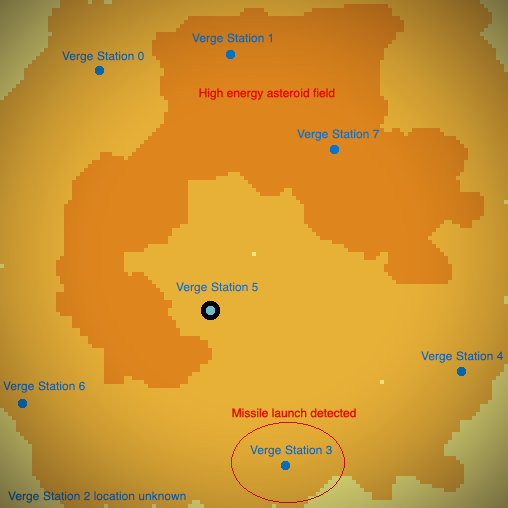 Verge Station 1
Verge Station 0
High energy asteroid field
Verge Station 7
Verge Station 5
Verge Station 4
Verge Station 6
Missile launch detected
Verge Station 3
Verge Station 2 location unknown